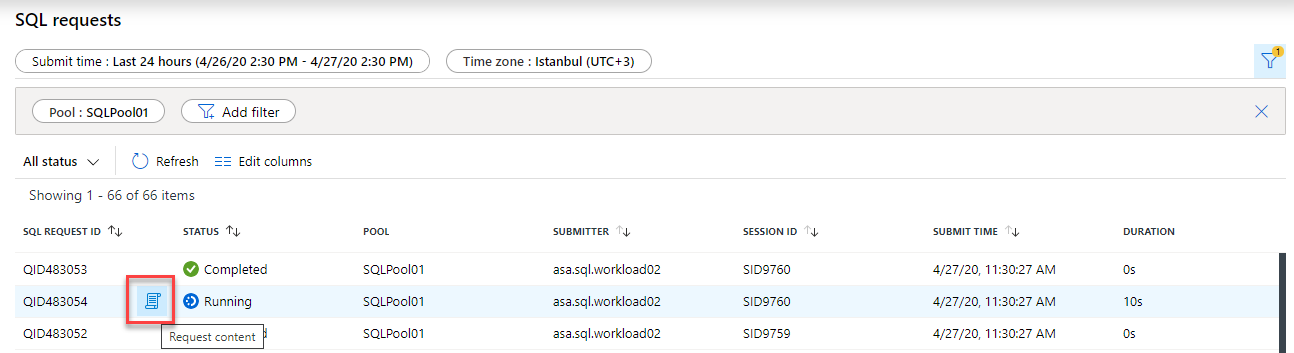 SQL requests
Submit time : Last 24 hours (4/26/20 2:30 PM - 4/27/20 2:30 PM) Time zone : Istanbul (UTC+3) 1
Pool : SQLPool01 Add filter
All status Refresh Edit columns
Showing 1 - 66 of 66 items
SQL REQUEST ID STATUS POOL SUBMITTER SESSION ID SUBMIT TIME DURATION
QID483053 Completed SQLPool01 asa.sql.workload02 SID9760 4/27/20, 11:30:27 AM 0s
QID483054 Running SQLPool01 asa.sql.workload02 SID9760 4/27/20, 11:30:27 AM 10s
QID483052 SQLPool01 asa.sql.workload02 SID9759 4/27/20, 11:30:27 AM 0s
Request content